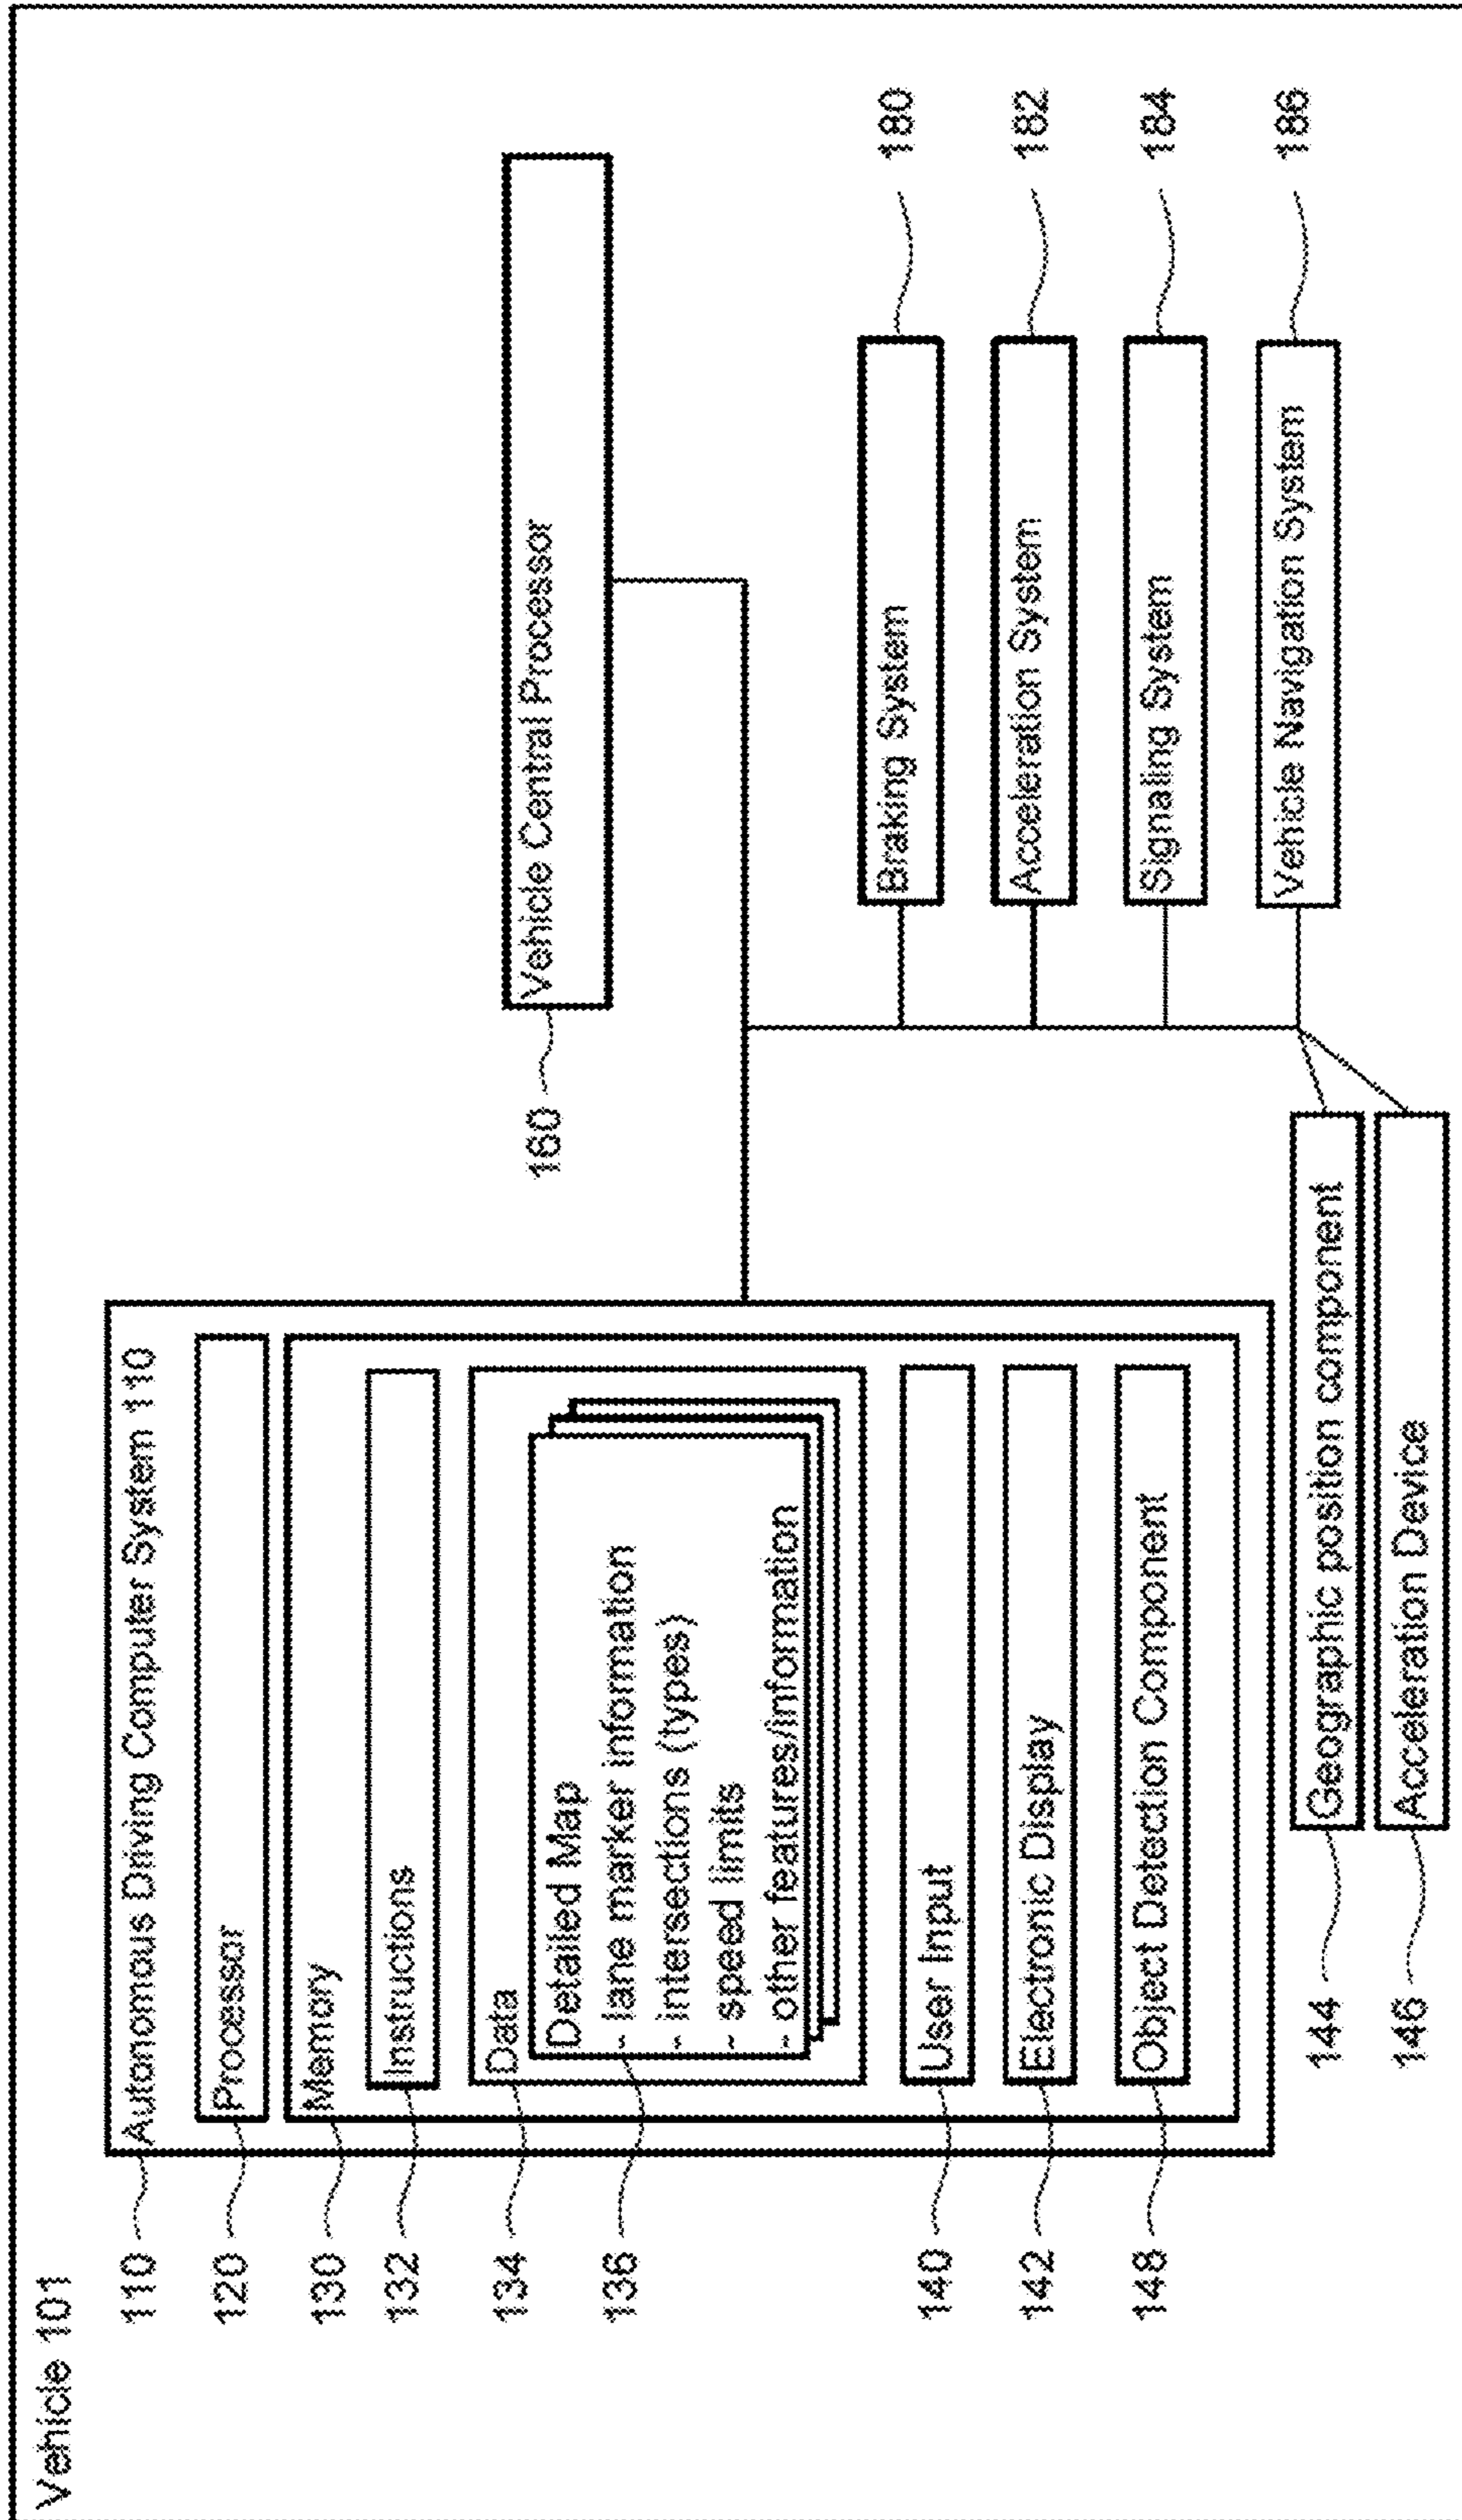 Vehicle 101
110
Autonomous Driving Computer System 110
120
Processor
130
Memory
132
Instructions
134
Data
136
Detailed Map
- lane marker information
- intersections (types)
- speed limits
- other features/information
140
User Input
142
Electronic Display
148
Object Detection Component
144
Geographic position component
146
Acceleration Device
160
Vehicle Central Processor
Braking System
180
Acceleration System
182
Signaling System
184
Vehicle Navigation System
186